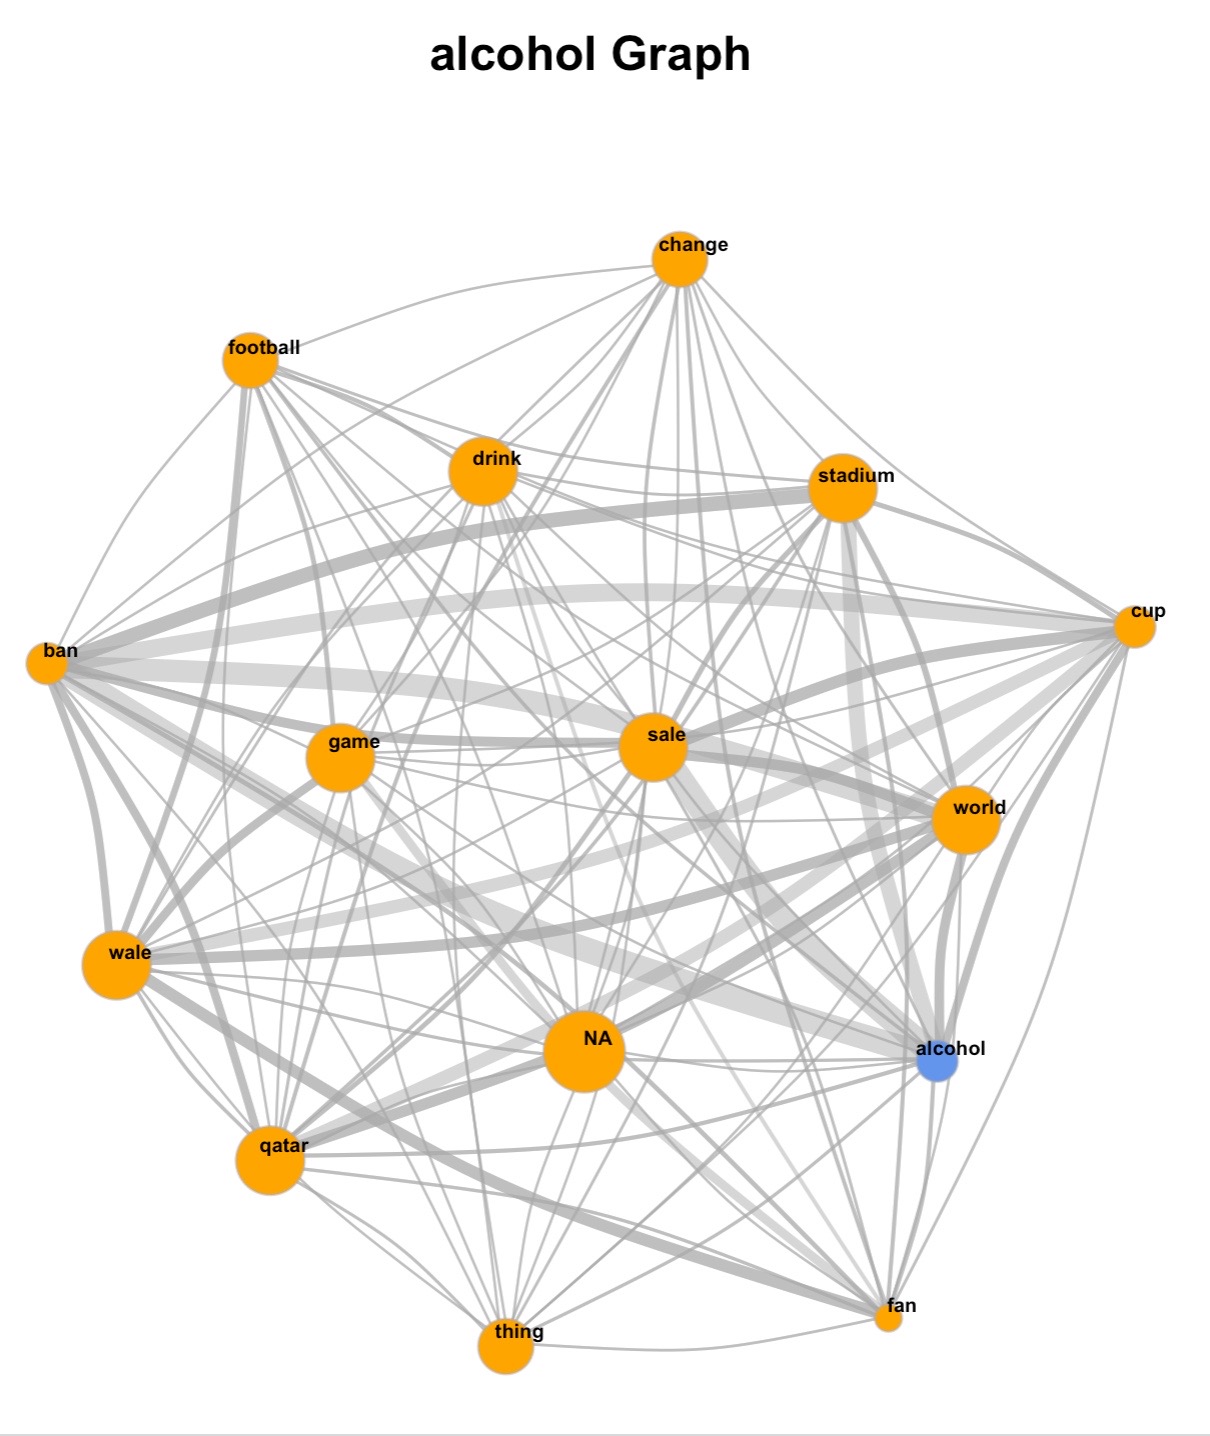 alcohol Graph
change
football
drink
stadium
cup
ban
sale
game
world
wale
NA
alcohol
qatar
fan
thing